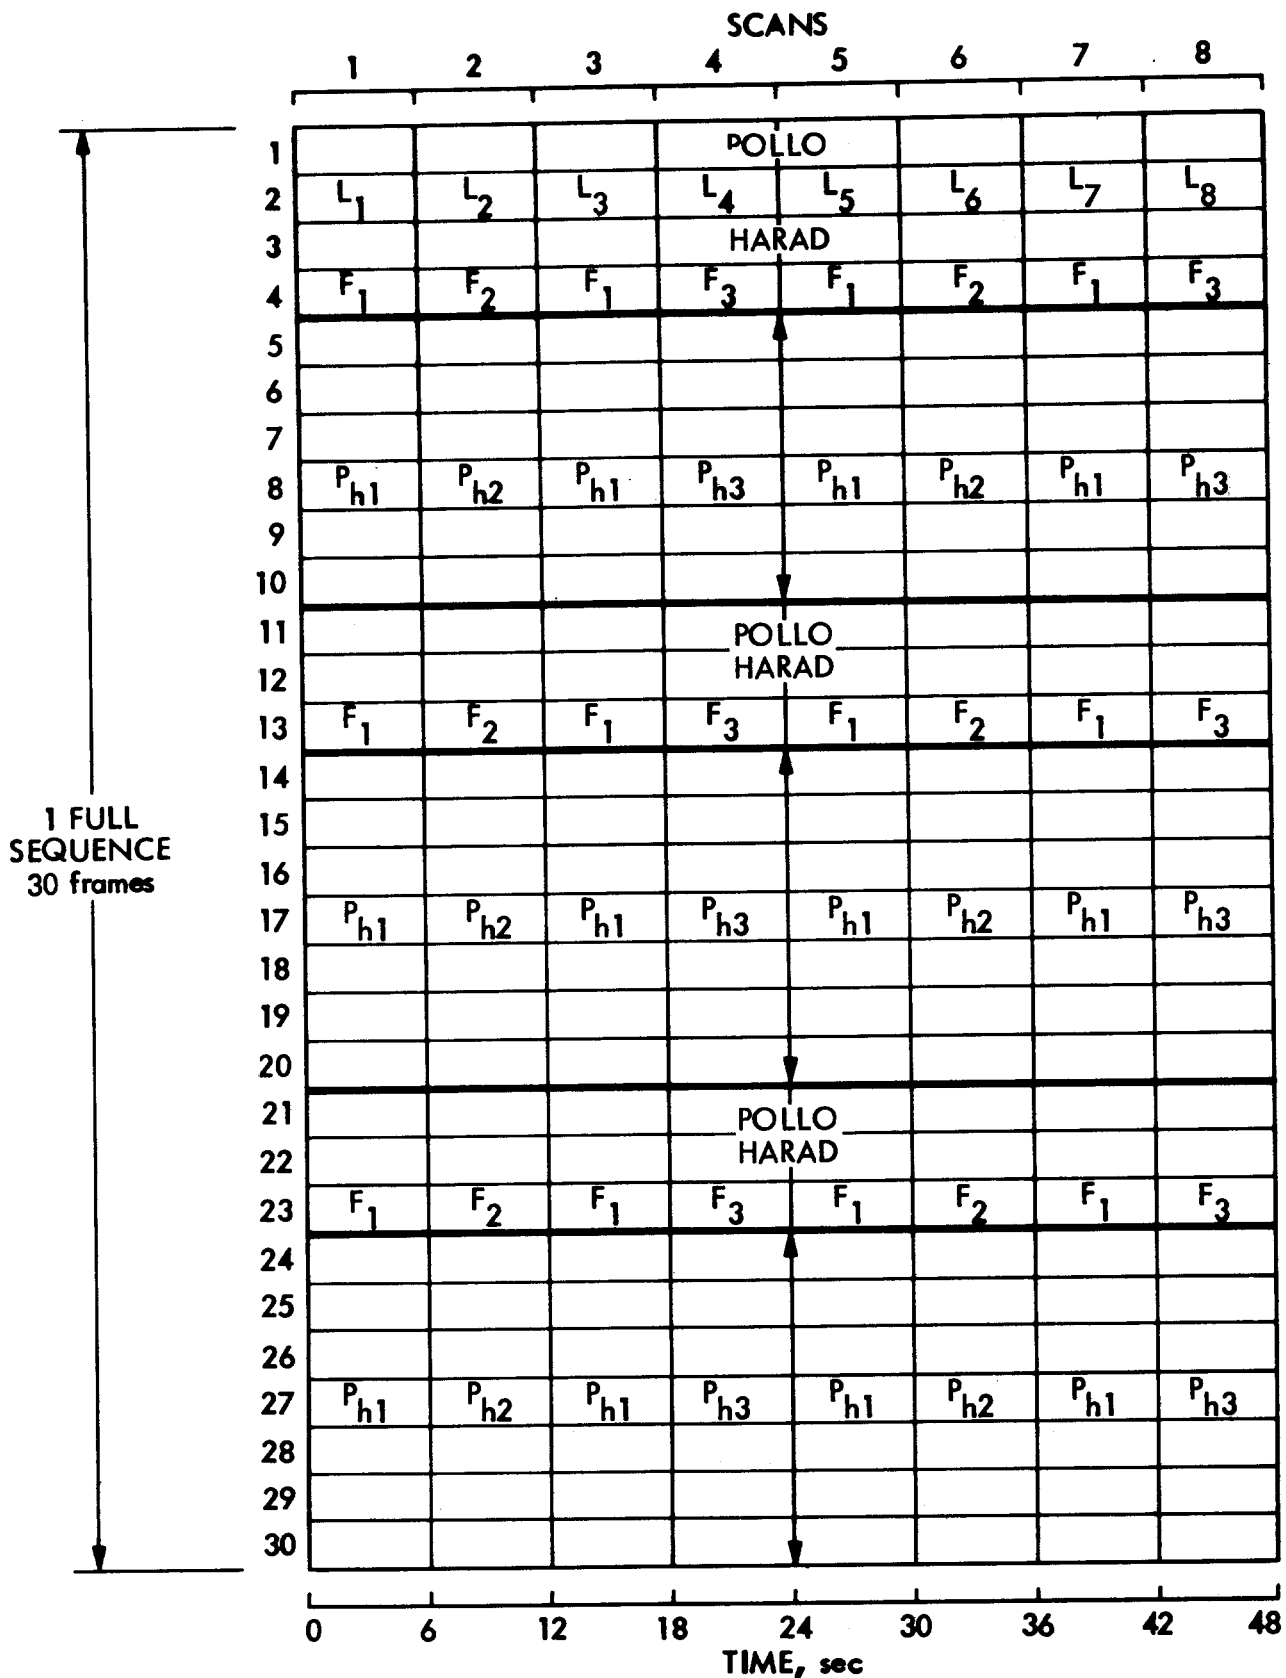 SCANS
1 2 3 4 5 6 7 8
1 POLLO
2 L1 L2 L3 L4 L5 L6 L7 L8
3 HARAD
4 F1 F2 F1 F3 F1 F2 F1 F3
5
6
7
8 Ph1 Ph2 Ph1 Ph3 Ph1 Ph2 Ph1 Ph3
9
10
11 POLLO
12 HARAD
13 F1 F2 F1 F3 F1 F2 F1 F3
14
1 FULL
15
SEQUENCE
16
30 frames
17 Ph1 Ph2 Ph1 Ph3 Ph1 Ph2 Ph1 Ph3
18
19
20
21 POLLO
22 HARAD
23 F1 F2 F1 F3 F1 F2 F1 F3
24
25
26
27 Ph1 Ph2 Ph1 Ph3 Ph1 Ph2 Ph1 Ph3
28
29
30
0 6 12 18 24 30 36 42 48
TIME, sec